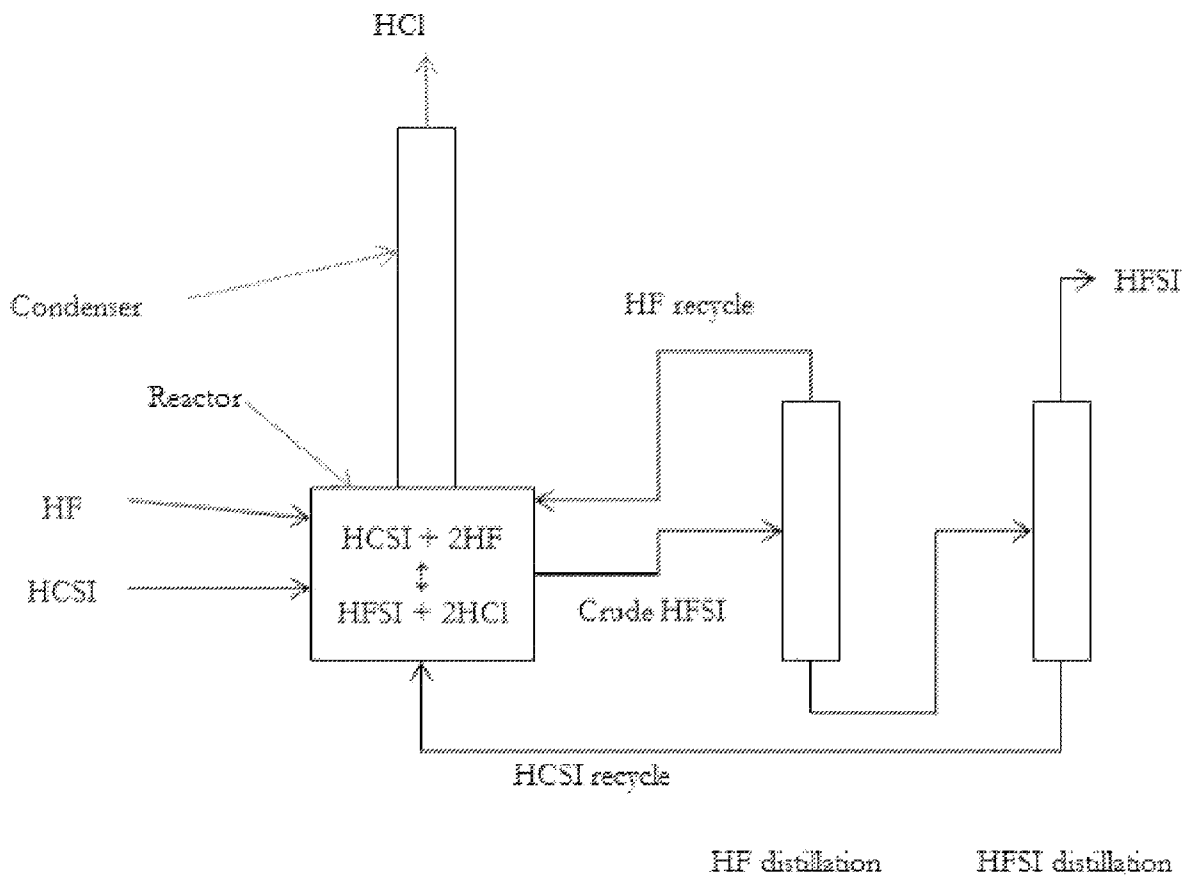 HCl
Condenser
HF recycle
HFSI
Reactor
HF
HCSI
HCSI + 2HF
HFSI + 2HCl
Crude HFSI
HCSI recycle
HF distillation
HFSI distillation